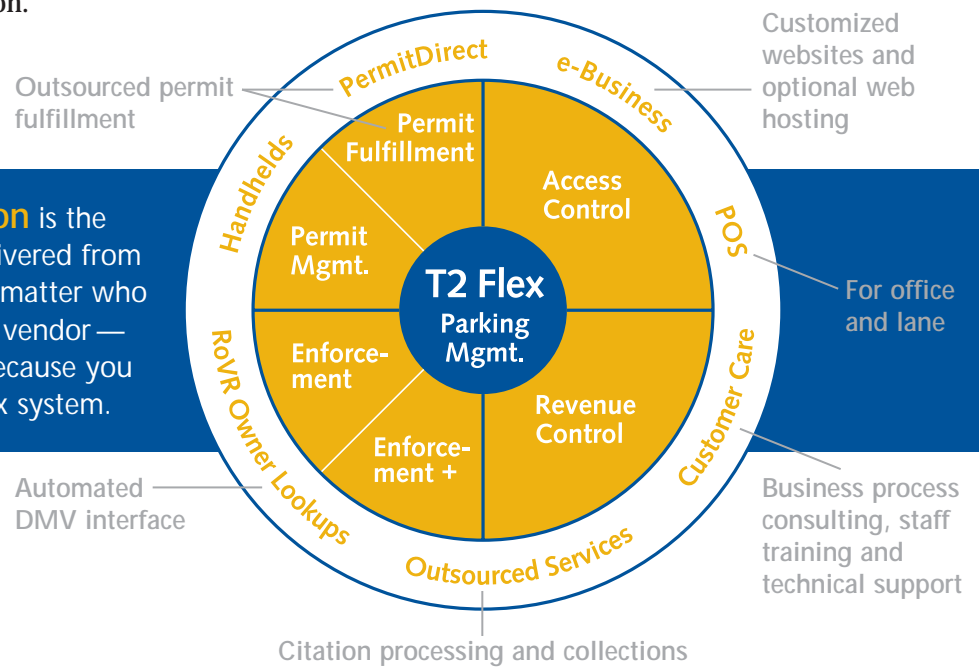 on.
Customized
websites and
optional web
hosting
Outsourced permit
fulfillment
PermitDirect
e-Business
Handhelds
POS
RoVR Owner Lookups
Customer Care
Outsourced Services
Permit
Fulfillment
Access
Control
Permit
Mgmt.
T2 Flex
Parking
Mgmt.
Enforce-
ment
Enforce-
ment +
Revenue
Control
on is the
ivered from
matter who
vendor —
ecause you
x system.
For office
and lane
Automated
DMV interface
Business process
consulting, staff
training and
technical support
Citation processing and collections